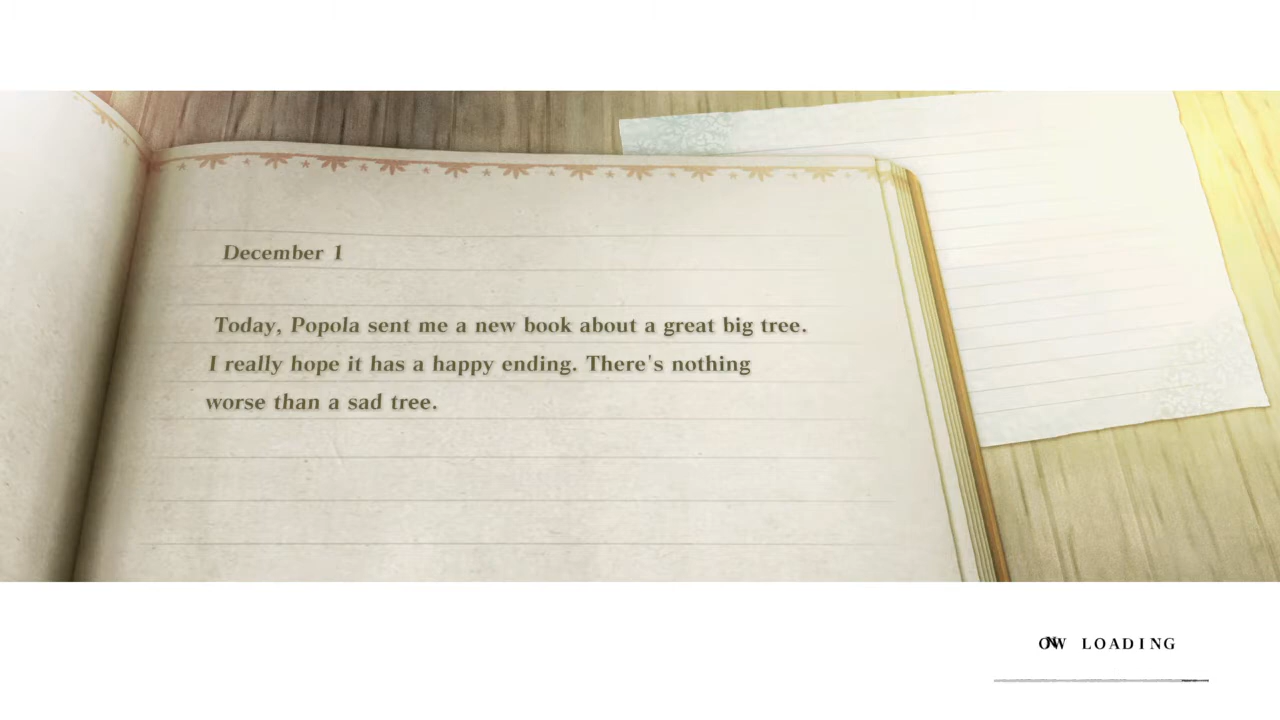 December 1
Today, Popola sent me a new book about a great big tree.
I really hope it has a happy ending. There's nothing
worse than a sad tree.
NOW LOADING